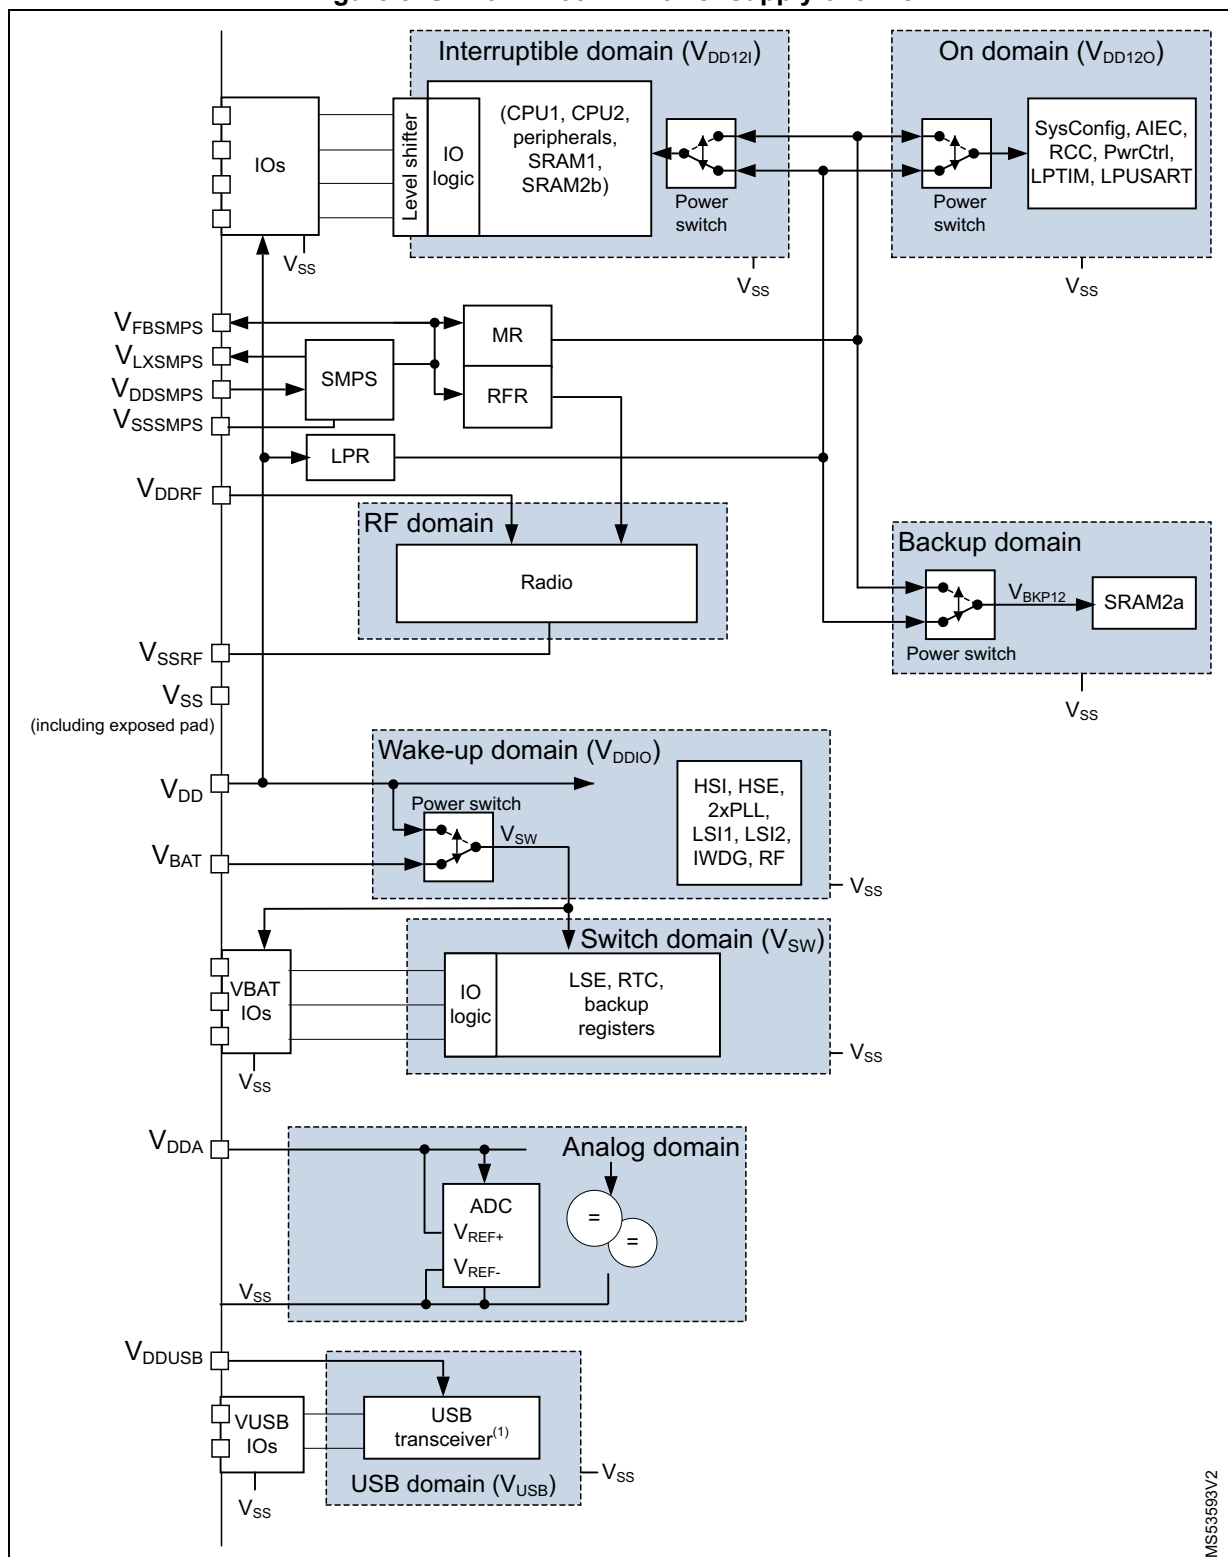 Interruptible domain (VDD12I)
On domain (VDD12O)
IOs
Level shifter
IO
logic
(CPU1, CPU2,
peripherals,
SRAM1,
SRAM2b)
Power
switch
Power
switch
SysConfig, AIEC,
RCC, PwrCtrl,
LPTIM, LPUSART
VSS
VSS
VSS
VFBSMPS
VLXSMPS
VDDSMPS
VSSSMPS
SMPS
MR
RFR
LPR
VDDRF
RF domain
Radio
Backup domain
VBKP12
SRAM2a
Power switch
VSS
VSSRF
VSS
(including exposed pad)
Wake-up domain (VDDIO)
VDD
Power switch
VSW
HSI, HSE,
2xPLL,
LSI1, LSI2,
IWDG, RF
VBAT
VSS
Switch domain (VSW)
VBAT
IOs
IO
logic
LSE, RTC,
backup
registers
VSS
VSS
VDDA
Analog domain
ADC
VREF+
VREF-
=
=
VSS
VDDUSB
VUSB
IOs
USB
transceiver(1)
USB domain (VUSB)
VSS
VSS
MS53593V2